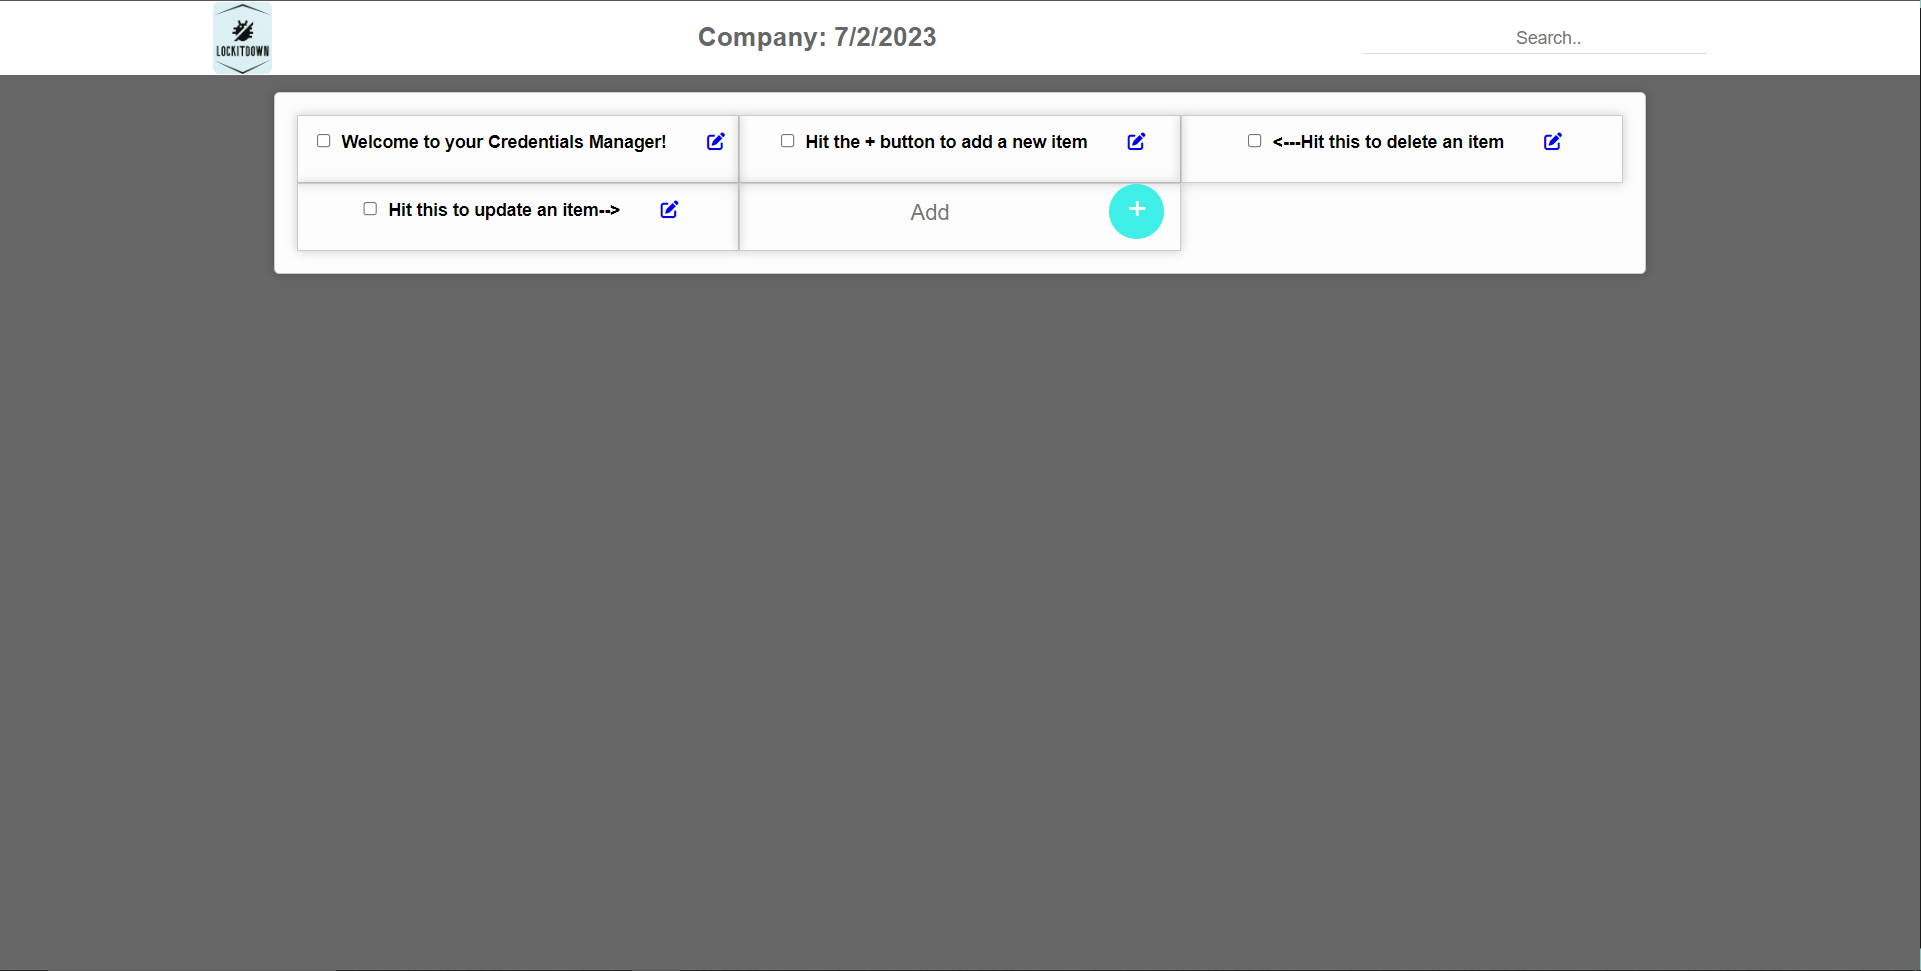 LOCKITDOWN
Company: 7/2/2023
Search..
Welcome to your Credentials Manager!
Hit the + button to add a new item
<---Hit this to delete an item
Hit this to update an item-->
Add
+